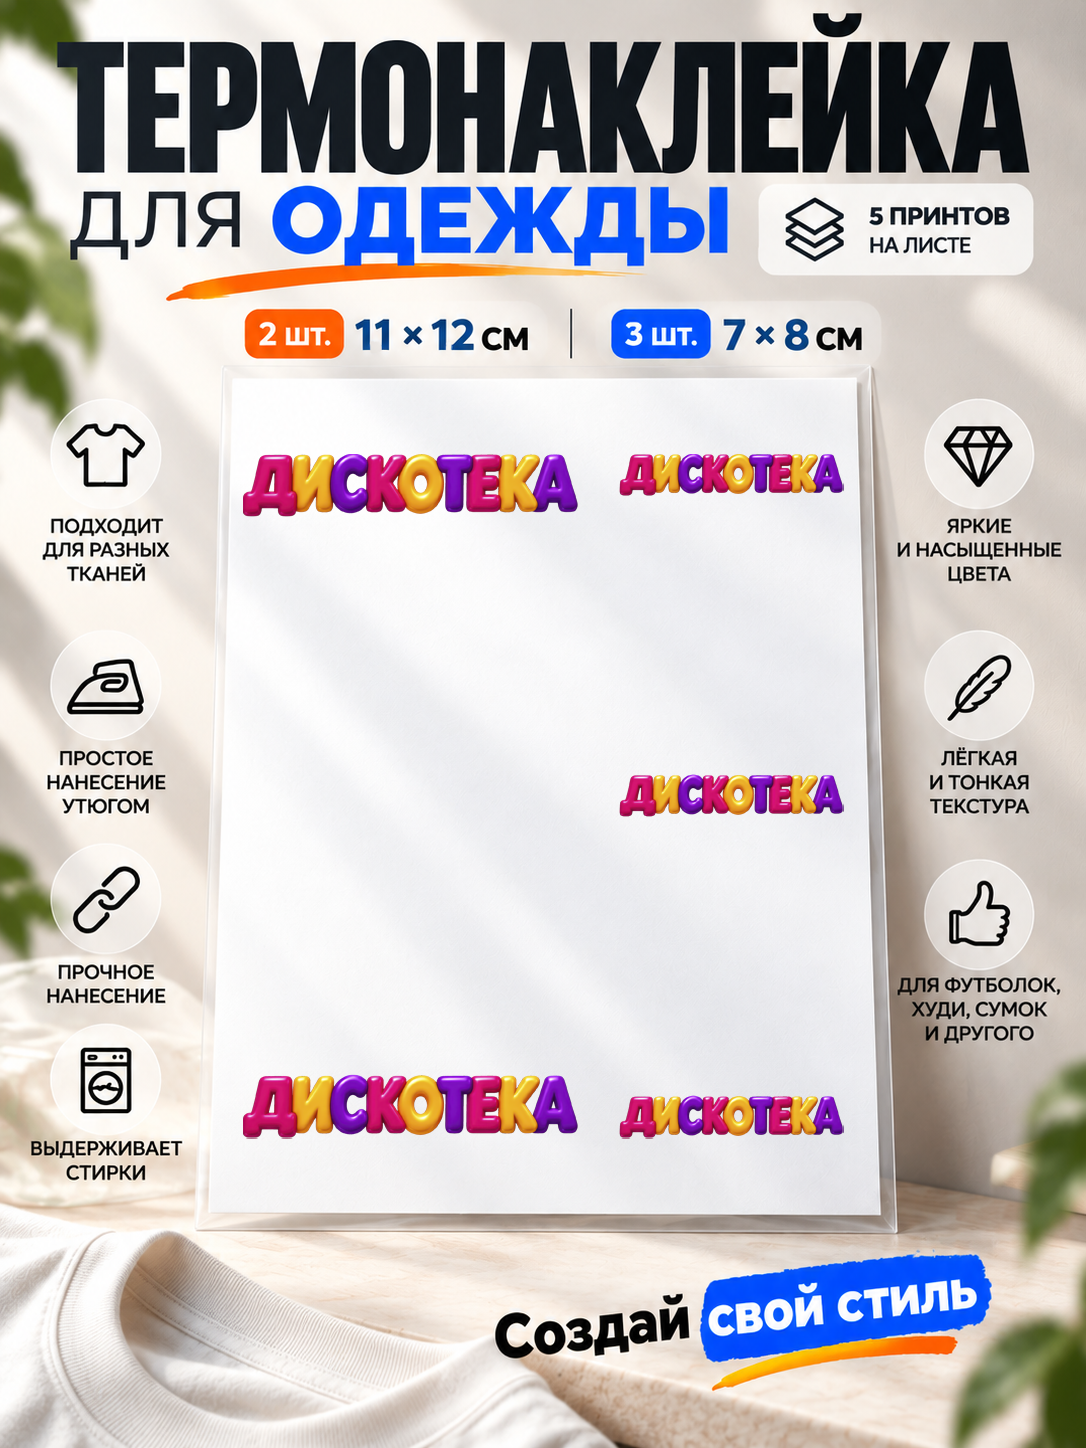 ТЕРМОНАКЛЕЙКА
ДЛЯ ОДЕЖДЫ
5 ПРИНТОВ
НА ЛИСТЕ
2 шт. 11 × 12 см
3 шт. 7 × 8 см
ПОДХОДИТ
ДЛЯ РАЗНЫХ
ТКАНЕЙ
ПРОСТОЕ
НАНЕСЕНИЕ
УТЮГОМ
ПРОЧНОЕ
НАНЕСЕНИЕ
ВЫДЕРЖИВАЕТ
СТИРКИ
ДИСКОТЕКА
ДИСКОТЕКА
ДИСКОТЕКА
ДИСКОТЕКА
ДИСКОТЕКА
ЯРКИЕ
И НАСЫЩЕННЫЕ
ЦВЕТА
ЛЁГКАЯ
И ТОНКАЯ
ТЕКСТУРА
ДЛЯ ФУТБОЛОК,
ХУДИ, СУМОК
И ДРУГОГО
Создай свой стиль